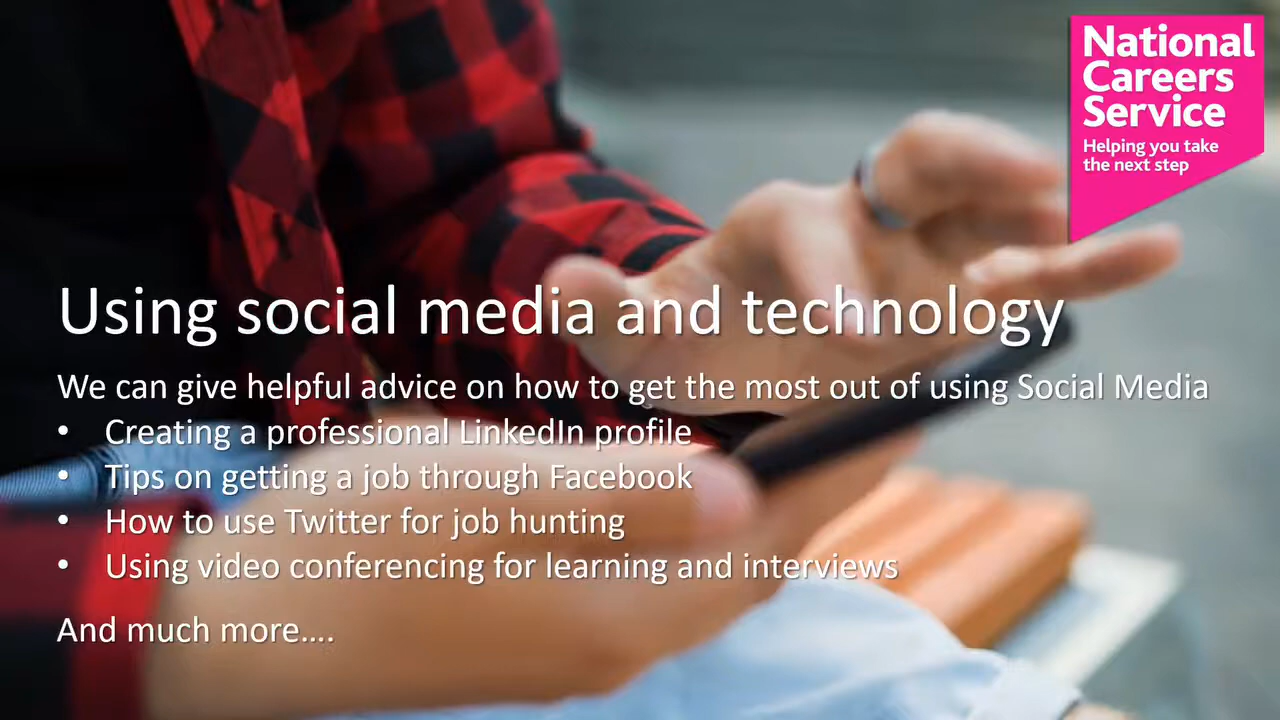 National
Careers
Service
Helping you take
the next step
Using social media and technology
We can give helpful advice on how to get the most out of using Social Media
• Creating a professional LinkedIn profile
• Tips on getting a job through Facebook
• How to use Twitter for job hunting
• Using video conferencing for learning and interviews
And much more....